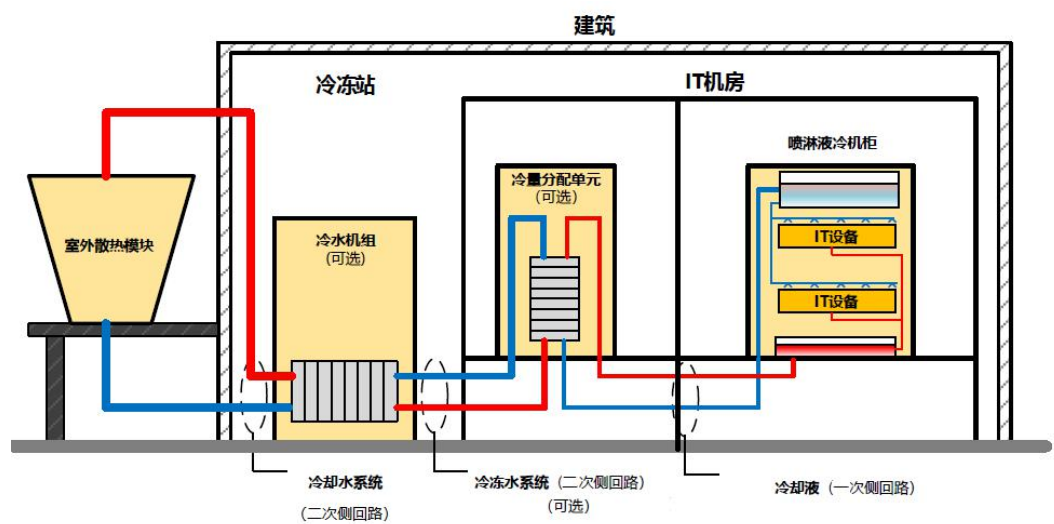 建筑
冷冻站
IT机房
喷淋液冷机柜
冷量分配单元
(可选)
室外散热模块
冷水机组
(可选)
IT设备
IT设备
冷却水系统
(二次侧回路)
冷冻水系统 (二次侧回路)
(可选)
冷却液 (一次侧回路)